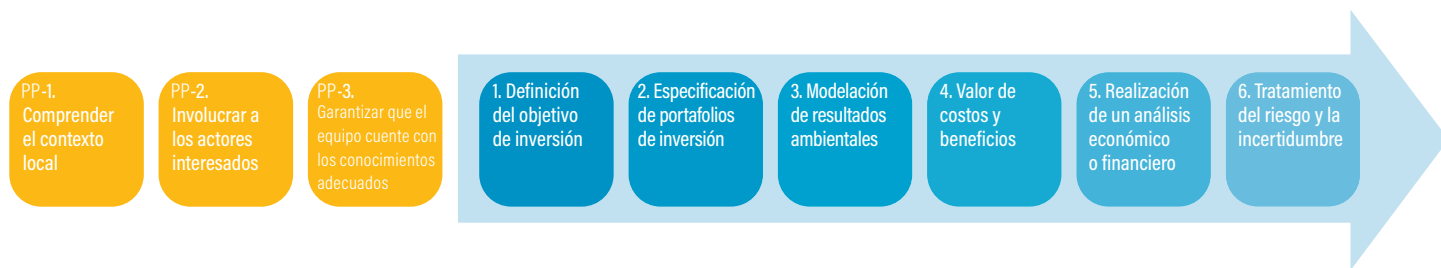 PP-1.
Comprender
el contexto
local
PP-2.
Involucrar a
los actores
interesados
PP-3.
Garantizar que el
equipo cuente con
los conocimientos
adecuados
1. Definición
del objetivo
de inversión
2. Especificación
de portafolios
de inversión
3. Modelación
de resultados
ambientales
4. Valor de
costos y
beneficios
5. Realización
de un análisis
económico
o financiero
6. Tratamiento
del riesgo y la
incertidumbre